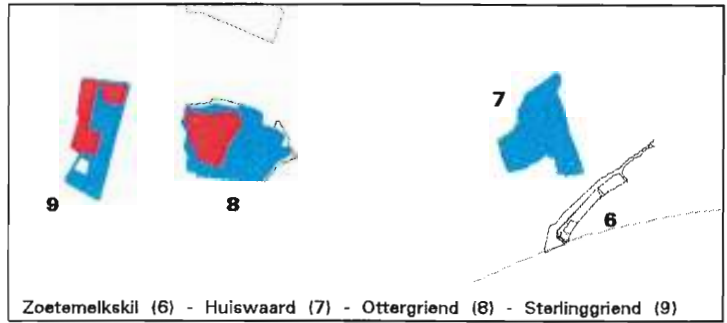 7
9
8
6
Zoetemelkskil (6) - Huiswaard (7) - Ottergriend (8) - Sterlinggriend (9)